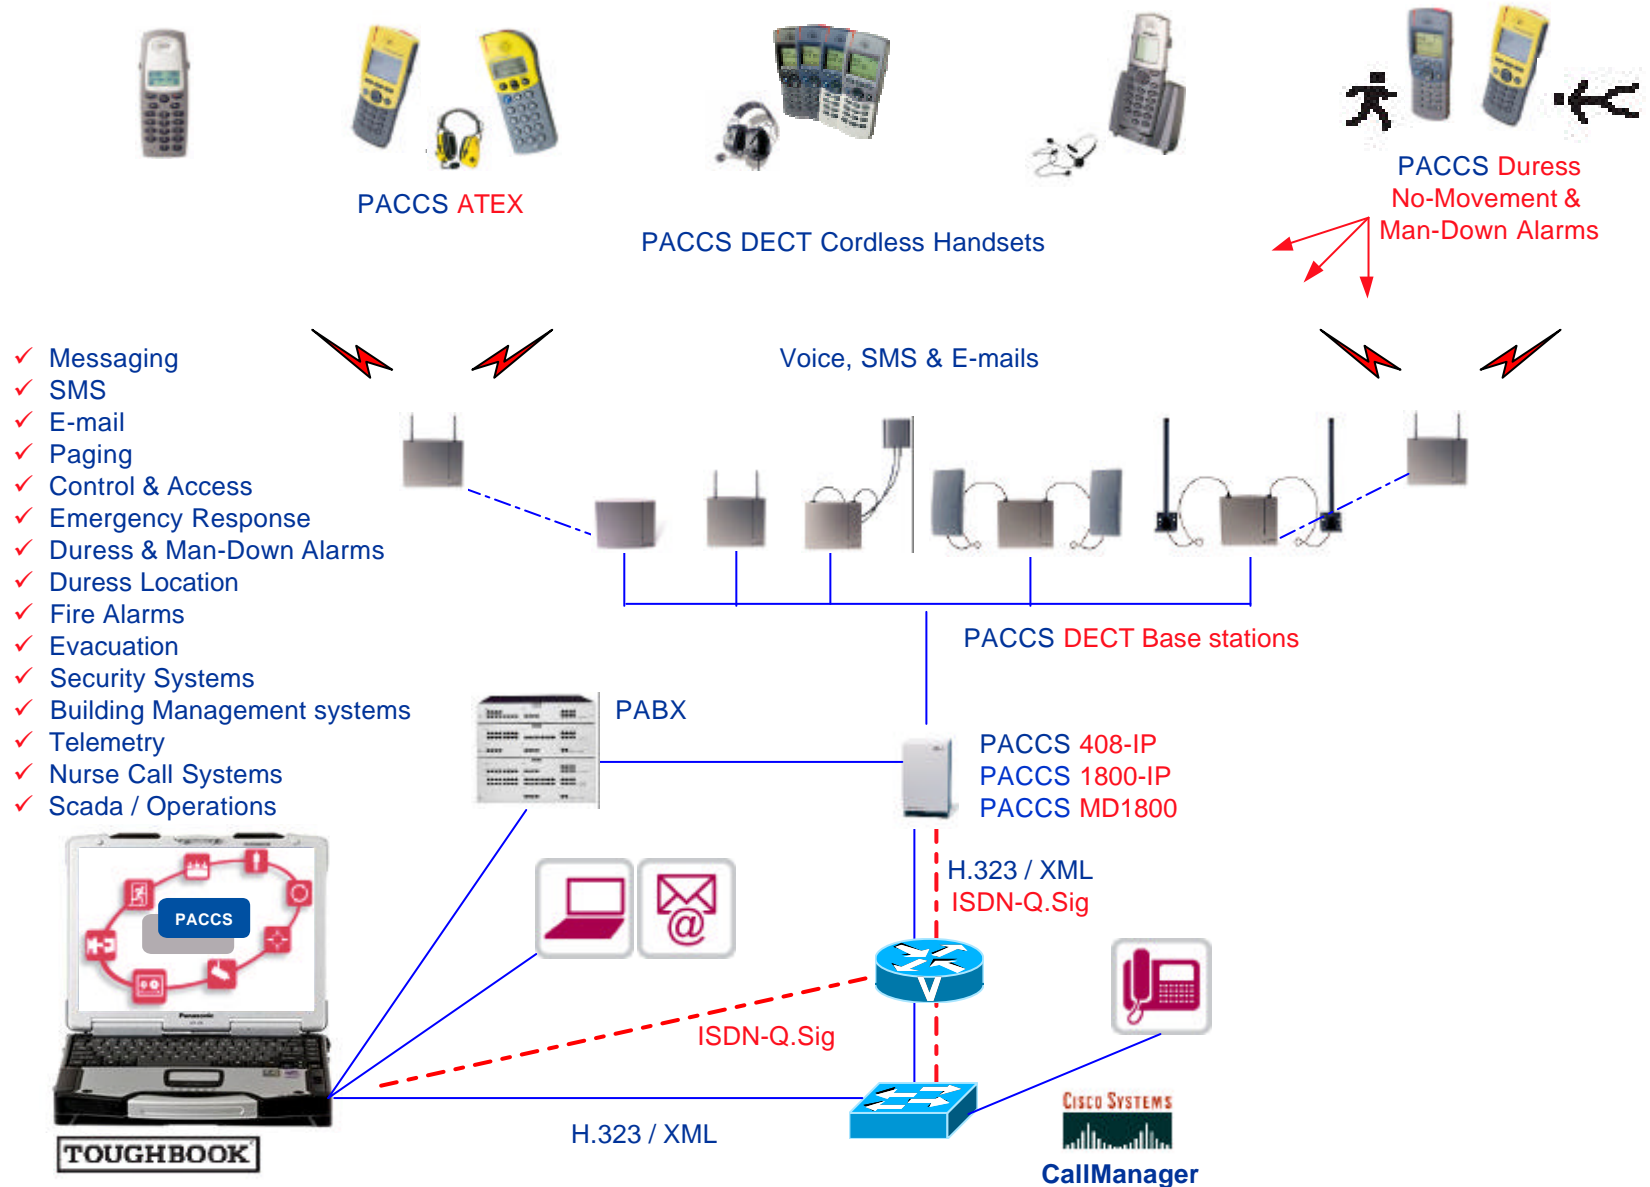 PACCS ATEX
PACCS DECT Cordless Handsets
PACCS Duress
No-Movement &
Man-Down Alarms
Voice, SMS & E-mails
✓ Messaging
✓ SMS
✓ E-mail
✓ Paging
✓ Control & Access
✓ Emergency Response
✓ Duress & Man-Down Alarms
✓ Duress Location
✓ Fire Alarms
✓ Evacuation
✓ Security Systems
✓ Building Management systems
✓ Telemetry
✓ Nurse Call Systems
✓ Scada / Operations
PACCS DECT Base stations
PABX
PACCS 408-IP
PACCS 1800-IP
PACCS MD1800
H.323 / XML
ISDN-Q.Sig
PACCS
@
V
Panasonic
ISDN-Q.Sig
H.323 / XML
TOUGHBOOK
CISCO SYSTEMS
CallManager